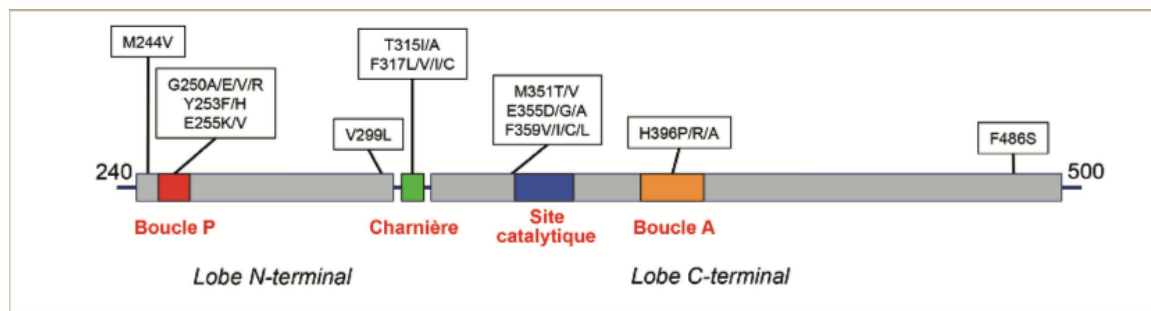 M244V
G250A/E/V/R
Y253F/H
E255K/V
V299L
T315I/A
F317L/V/I/C
M351T/V
E355D/G/A
F359V/I/C/L
H396P/R/A
F486S
240
500
Boucle P
Charnière
Site
catalytique
Boucle A
Lobe N-terminal
Lobe C-terminal